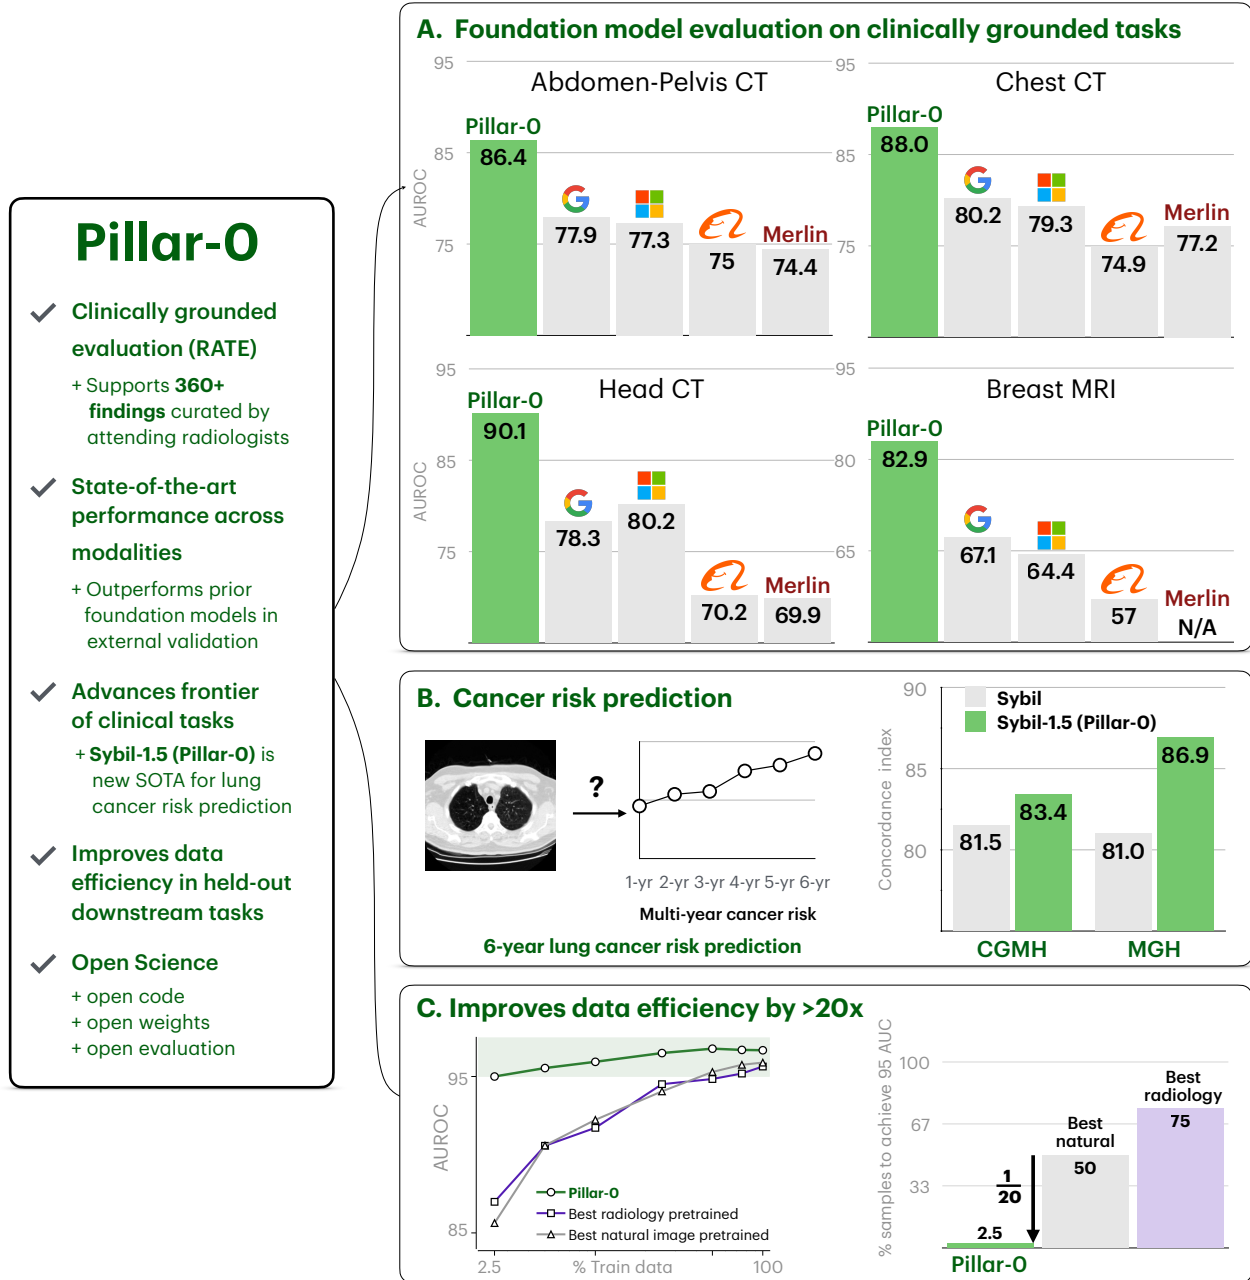 Pillar-0
Clinically grounded
evaluation (RATE)
+ Supports 360+
findings curated by
attending radiologists
State-of-the-art
performance across
modalities
+ Outperforms prior
foundation models in
external validation
Advances frontier
of clinical tasks
+ Sybil-1.5 (Pillar-0) is
new SOTA for lung
cancer risk prediction
Improves data
efficiency in held-out
downstream tasks
Open Science
+ open code
+ open weights
+ open evaluation
A. Foundation model evaluation on clinically grounded tasks
Abdomen-Pelvis CT
95
85
75
AUROC
Pillar-0
86.4
77.9
77.3
75
Merlin
74.4
Chest CT
95
85
75
Pillar-0
88.0
80.2
79.3
74.9
Merlin
77.2
Head CT
95
85
75
AUROC
Pillar-0
90.1
78.3
80.2
70.2
Merlin
69.9
Breast MRI
95
80
65
Pillar-0
82.9
67.1
64.4
57
Merlin
N/A
B. Cancer risk prediction
?
1-yr 2-yr 3-yr 4-yr 5-yr 6-yr
Multi-year cancer risk
6-year lung cancer risk prediction
90
85
80
Concordance index
Sybil
Sybil-1.5 (Pillar-0)
81.5
83.4
81.0
86.9
CGMH
MGH
C. Improves data efficiency by >20x
95
85
AUROC
Pillar-0
Best radiology pretrained
Best natural image pretrained
2.5
% Train data
100
% samples to achieve 95 AUC
100
67
33
Best
radiology
75
Best
natural
50
1
20
2.5
Pillar-0